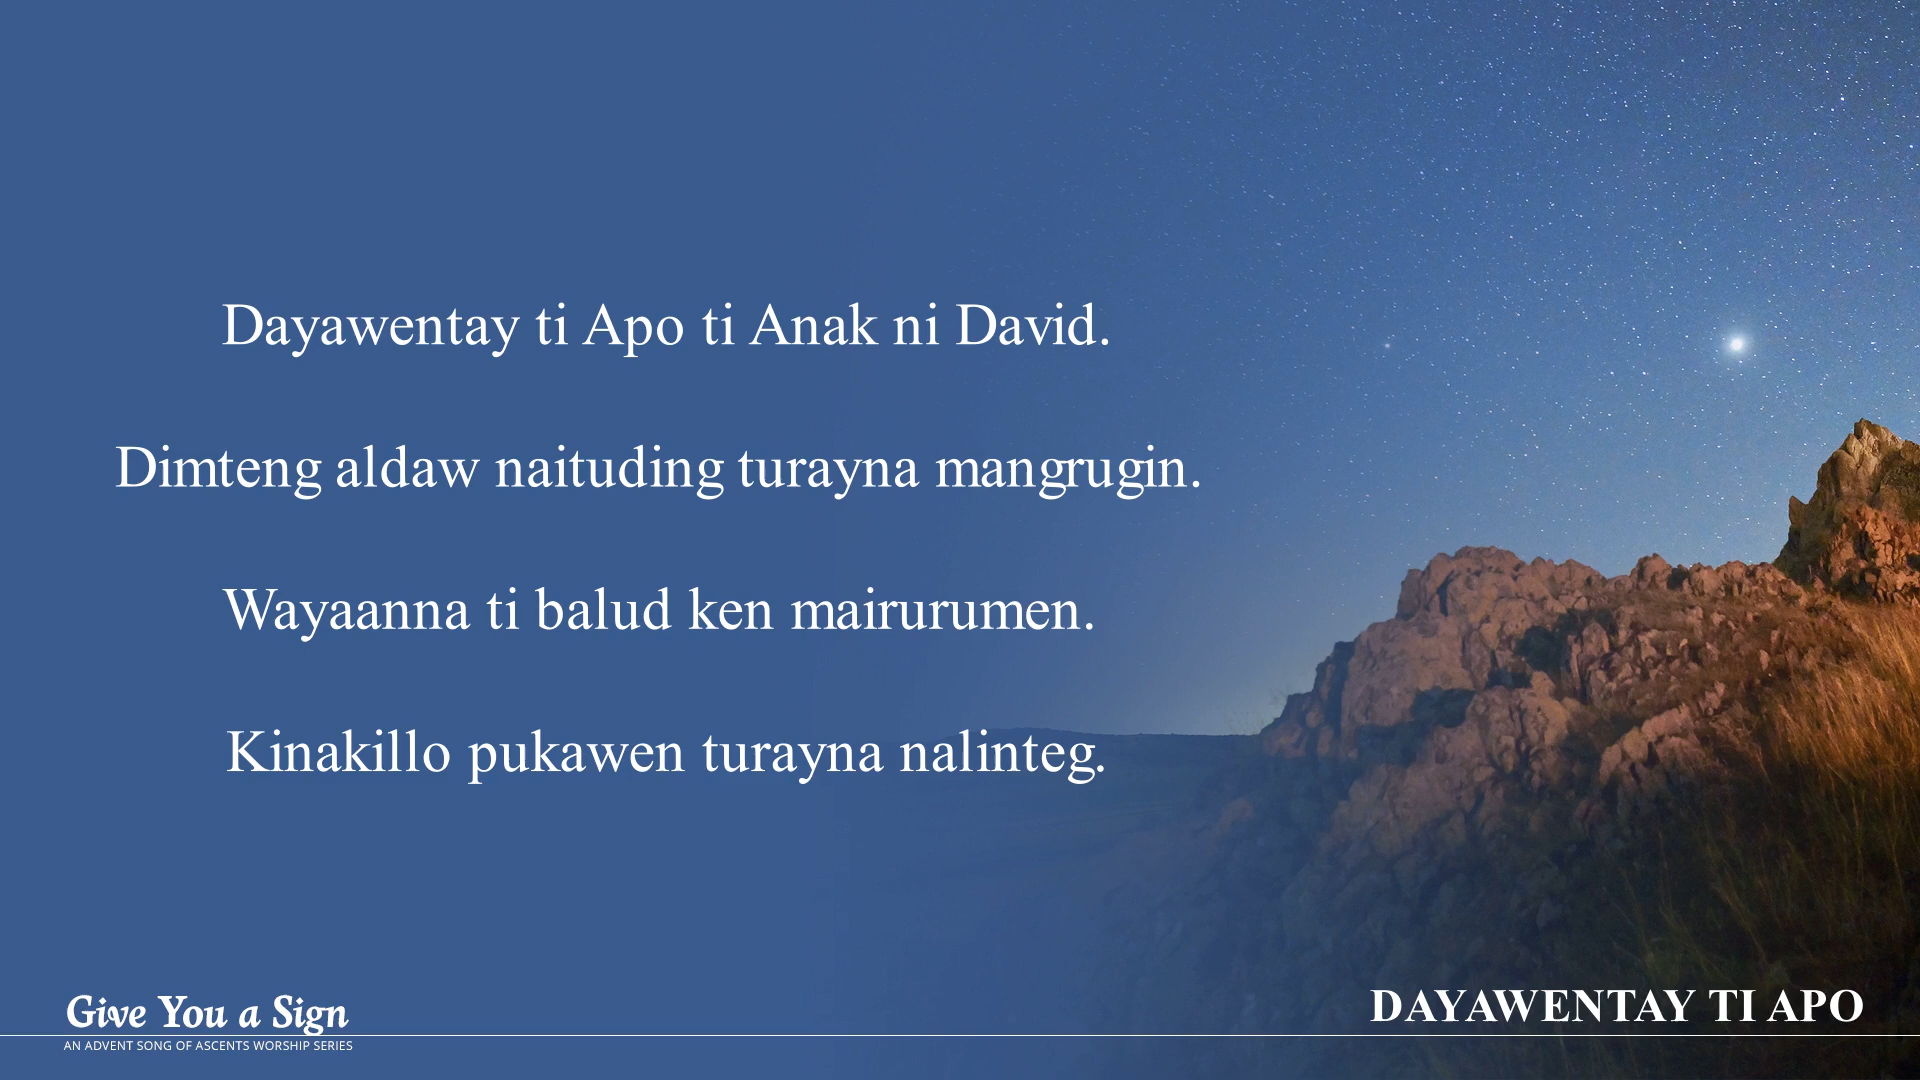 Dayawentay ti Apo ti Anak ni David.
Dimteng aldaw naituding turayna mangrugin.
Wayaanna ti balud ken mairurumen.
Kinakillo pukawen turayna nalinteg.
Give You a Sign
AN ADVENT SONG OF ASCENTS WORSHIP SERIES
DAYAWENTAY TI APO